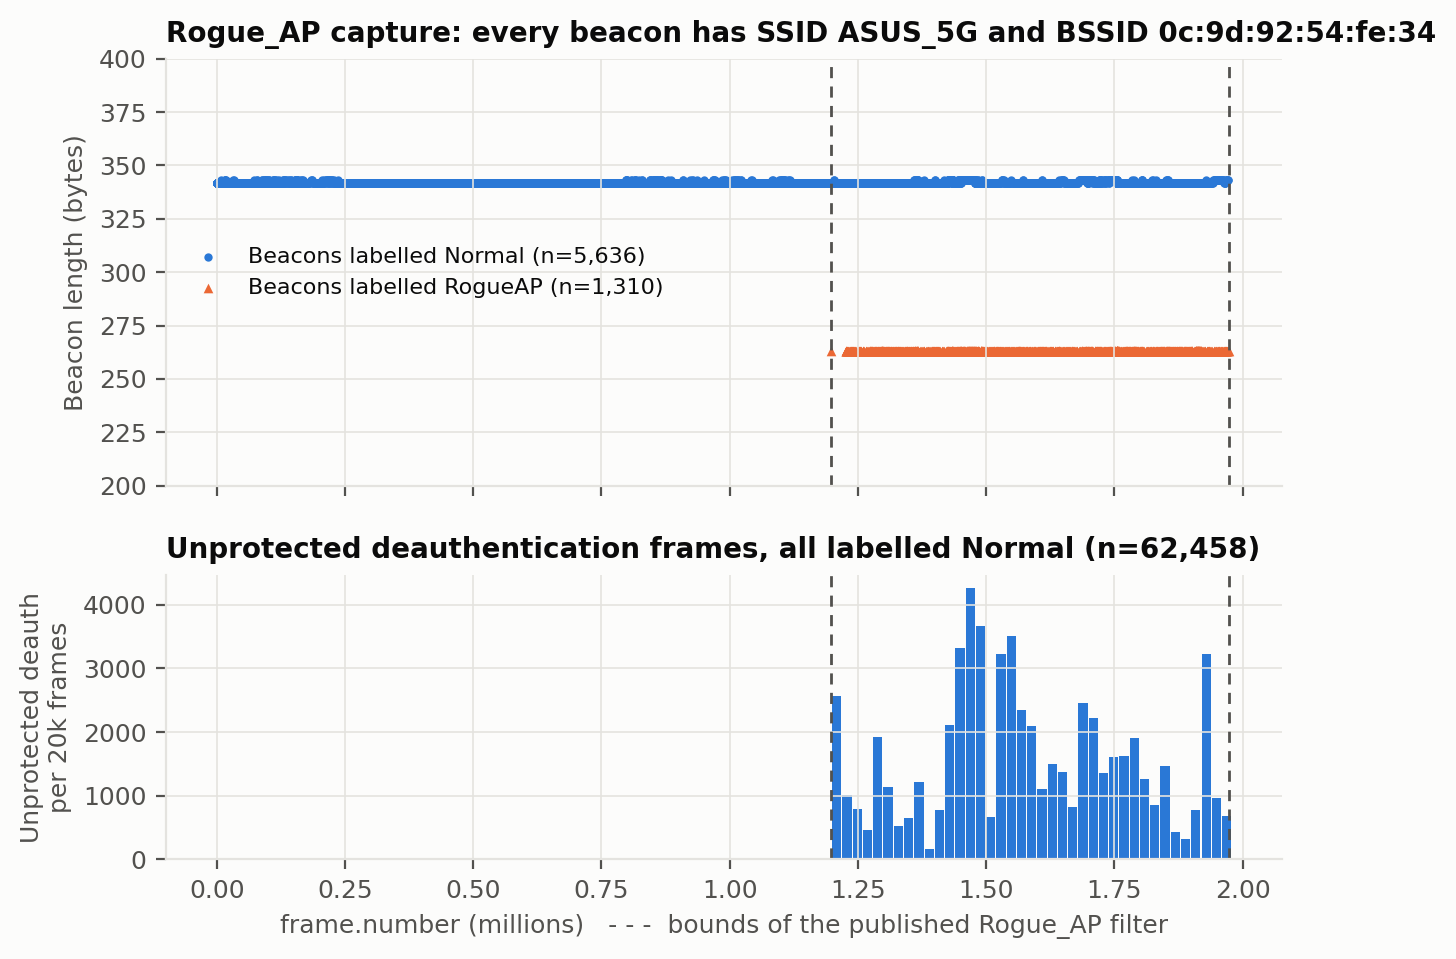 Rogue_AP capture: every beacon has SSID ASUS_5G and BSSID 0c:9d:92:54:fe:34
Beacon length (bytes)
400
375
350
325
300
275
250
225
200
Beacons labelled Normal (n=5,636)
Beacons labelled RogueAP (n=1,310)
Unprotected deauthentication frames, all labelled Normal (n=62,458)
Unprotected deauth
per 20k frames
4000
3000
2000
1000
0
0.00 0.25 0.50 0.75 1.00 1.25 1.50 1.75 2.00
frame.number (millions) - - - bounds of the published Rogue_AP filter